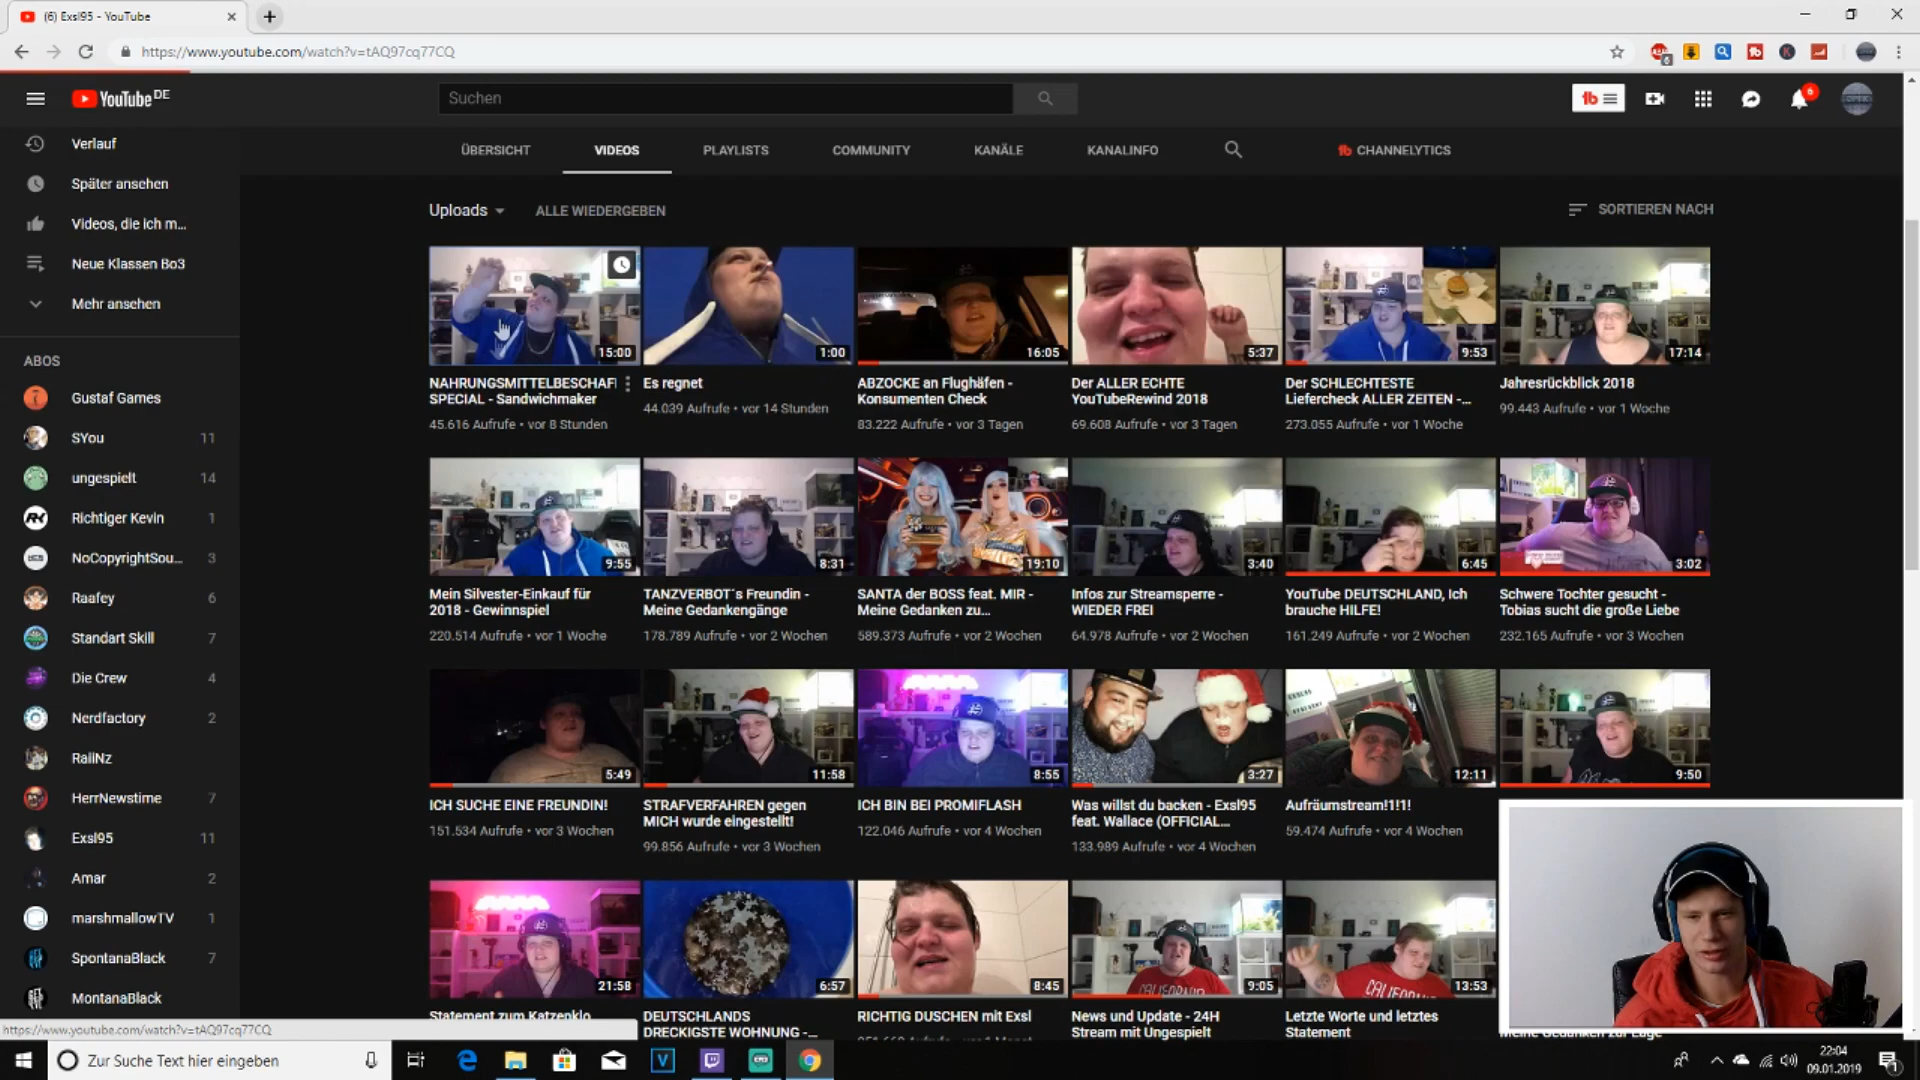 (6) Exsl95 - YouTube
https://www.youtube.com/watch?v=tAQ97cq77CQ
YouTube DE
Suchen
6
Verlauf
Später ansehen
Videos, die ich m...
Neue Klassen Bo3
Mehr ansehen
ABOS
Gustaf Games
SYou 11
ungespielt 14
Richtiger Kevin 1
NoCopyrightSou... 3
Raafey 6
Standart Skill 7
Die Crew 4
Nerdfactory 2
RailNz
HerrNewstime 7
Exsl95 11
Amar 2
marshmallowTV 1
SpontanaBlack 7
MontanaBlack
ÜBERSICHT VIDEOS PLAYLISTS COMMUNITY KANÄLE KANALINFO CHANNELYTICS
Uploads ALLE WIEDERGEBEN SORTIEREN NACH
15:00
NAHRUNGSMITTELBESCHAF
SPECIAL - Sandwichmaker
45.616 Aufrufe • vor 8 Stunden
1:00
Es regnet
44.039 Aufrufe • vor 14 Stunden
16:05
ABZOCKE an Flughäfen -
Konsumenten Check
83.222 Aufrufe • vor 3 Tagen
5:37
Der ALLER ECHTE
YouTubeRewind 2018
69.608 Aufrufe • vor 3 Tagen
9:53
Der SCHLECHTESTE
Liefercheck ALLER ZEITEN -...
273.055 Aufrufe • vor 1 Woche
17:14
Jahresrückblick 2018
99.443 Aufrufe • vor 1 Woche
9:55
Mein Silvester-Einkauf für
2018 - Gewinnspiel
220.514 Aufrufe • vor 1 Woche
8:31
TANZVERBOT´s Freundin -
Meine Gedankengänge
178.789 Aufrufe • vor 2 Wochen
19:10
SANTA der BOSS feat. MIR -
Meine Gedanken zu...
589.373 Aufrufe • vor 2 Wochen
3:40
Infos zur Streamsperre -
WIEDER FREI
64.978 Aufrufe • vor 2 Wochen
6:45
YouTube DEUTSCHLAND, Ich
brauche HILFE!
161.249 Aufrufe • vor 2 Wochen
3:02
Schwere Tochter gesucht -
Tobias sucht die große Liebe
232.165 Aufrufe • vor 3 Wochen
5:49
ICH SUCHE EINE FREUNDIN!
151.534 Aufrufe • vor 3 Wochen
11:58
STRAFVERFAHREN gegen
MICH wurde eingestellt!
99.856 Aufrufe • vor 3 Wochen
8:55
ICH BIN BEI PROMIFLASH
122.046 Aufrufe • vor 4 Wochen
3:27
Was willst du backen - Exsl95
feat. Wallace (OFFICIAL...
133.989 Aufrufe • vor 4 Wochen
12:11
Aufräumstream!1!1!
59.474 Aufrufe • vor 4 Wochen
9:50
21:58
Statement zum Katzenklo
6:57
DEUTSCHLANDS
DRECKIGSTE WOHNUNG -...
8:45
RICHTIG DUSCHEN mit Exsl
9:05
News und Update - 24H
Stream mit Ungespielt
13:53
Letzte Worte und letztes
Statement
https://www.youtube.com/watch?v=tAQ97cq77CQ
Zur Suche Text hier eingeben
22:04
09.01.2019